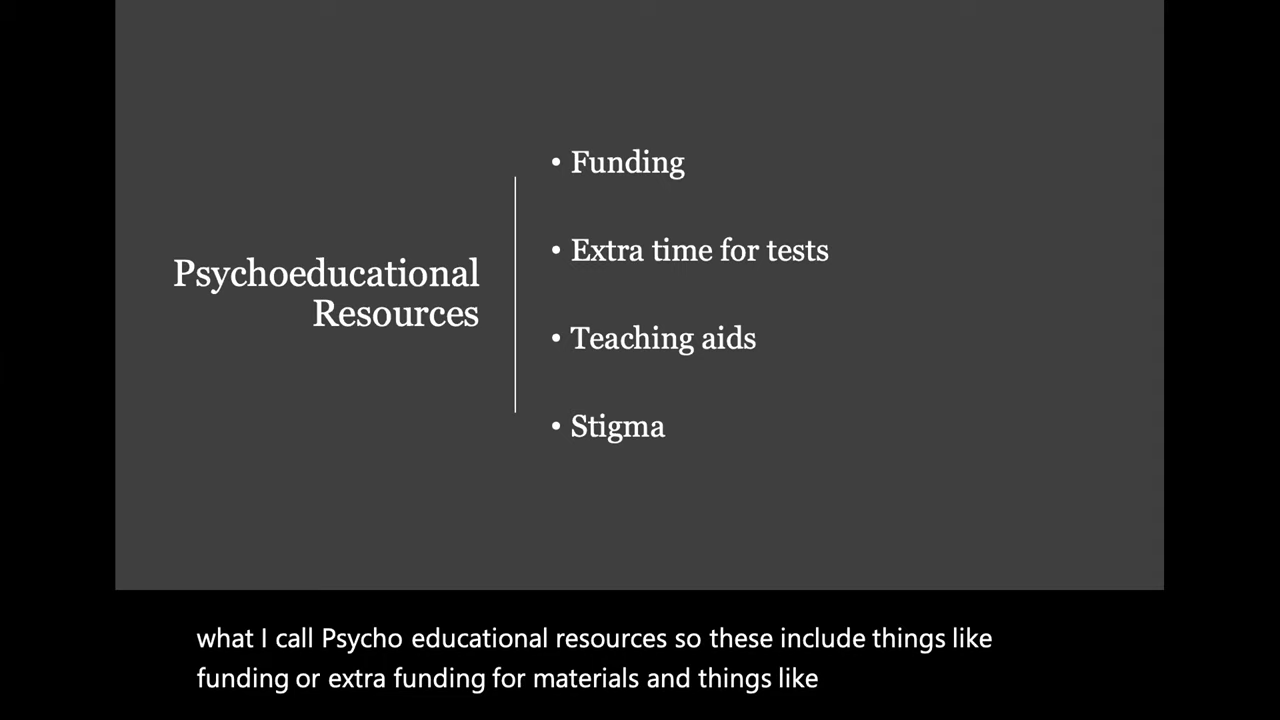 Psychoeducational
Resources
• Funding
• Extra time for tests
• Teaching aids
• Stigma
what I call Psycho educational resources so these include things like
funding or extra funding for materials and things like